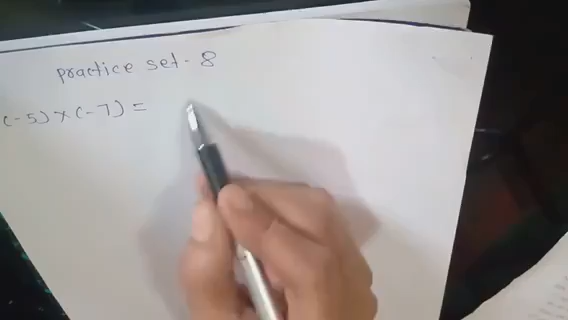 practice set - 8
(-5) × (-7) =